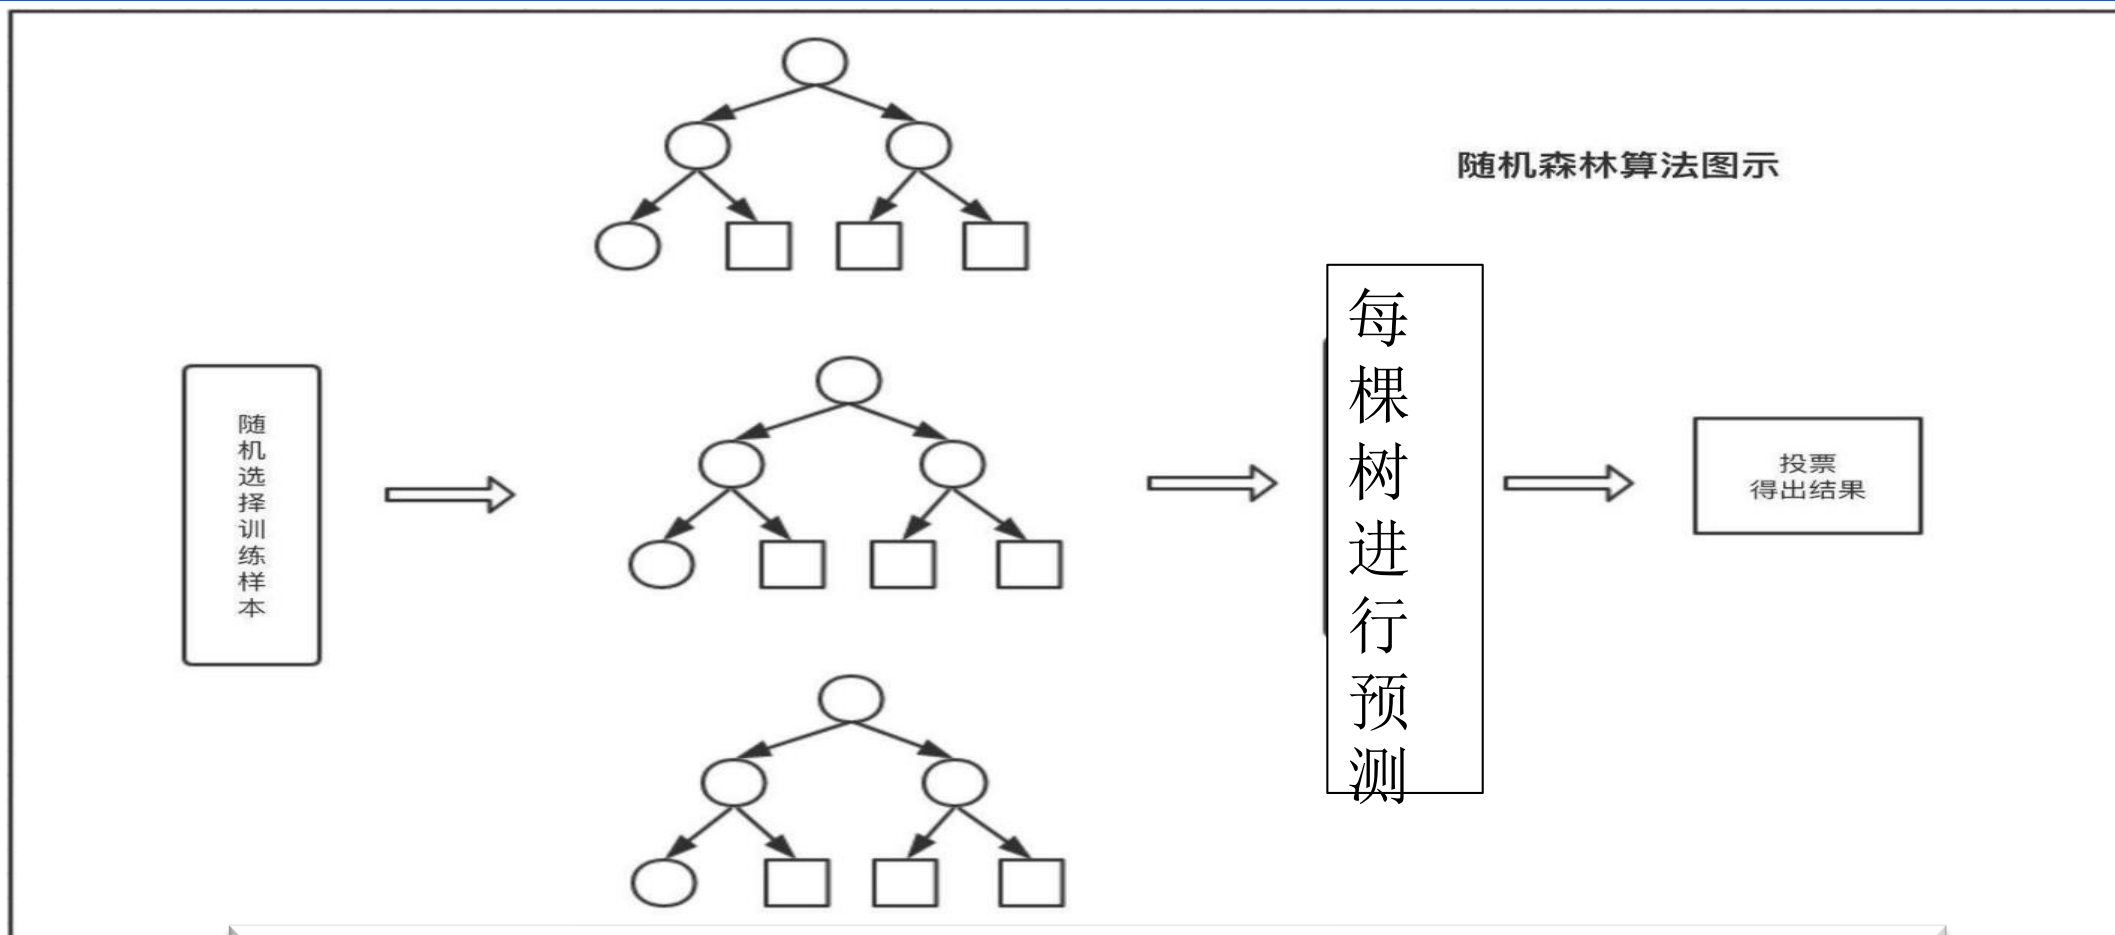 随机森林算法图示
随
机
选
择
训
练
样
本
每
棵
树
进
行
预
测
投票
得出结果